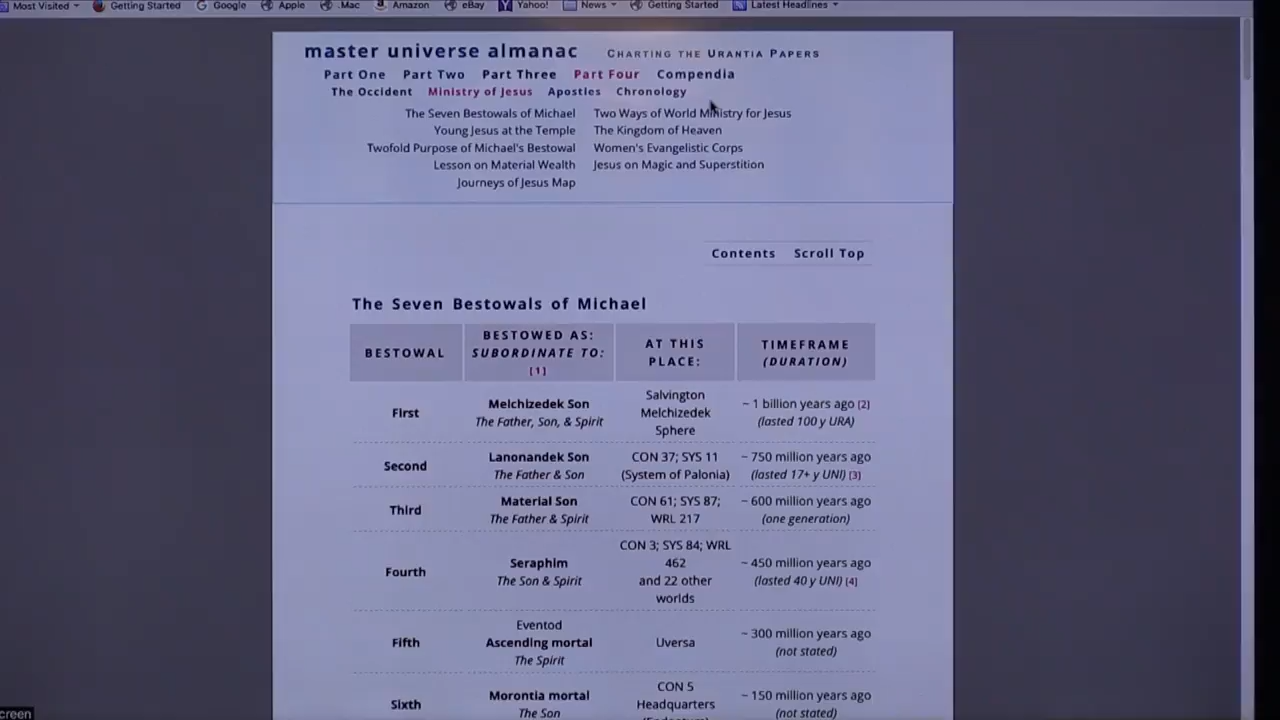 Most Visited
Getting Started
Google
Apple
.Mac
Amazon
eBay
Yahoo!
News
Getting Started
Latest Headlines
master universe almanac CHARTING THE URANTIA PAPERS
Part One Part Two Part Three Part Four Compendia
The Occident Ministry of Jesus Apostles Chronology
The Seven Bestowals of Michael Two Ways of World Ministry for Jesus
Young Jesus at the Temple The Kingdom of Heaven
Twofold Purpose of Michael's Bestowal Women's Evangelistic Corps
Lesson on Material Wealth Jesus on Magic and Superstition
Journeys of Jesus Map
Contents Scroll Top
The Seven Bestowals of Michael
BESTOWAL
BESTOWED AS:
SUBORDINATE TO:
[1]
AT THIS
PLACE:
TIMEFRAME
(DURATION)
First
Melchizedek Son
The Father, Son, & Spirit
Salvington
Melchizedek
Sphere
~ 1 billion years ago [2]
(lasted 100 y URA)
Second
Lanonandek Son
The Father & Son
CON 37; SYS 11
(System of Palonia)
~ 750 million years ago
(lasted 17+ y UNI) [3]
Third
Material Son
The Father & Spirit
CON 61; SYS 87;
WRL 217
~ 600 million years ago
(one generation)
Fourth
Seraphim
The Son & Spirit
CON 3; SYS 84; WRL
462
and 22 other
worlds
~ 450 million years ago
(lasted 40 y UNI) [4]
Fifth
Eventod
Ascending mortal
The Spirit
Uversa
~ 300 million years ago
(not stated)
Sixth
Morontia mortal
The Son
CON 5
Headquarters
~ 150 million years ago
(not stated)
creen